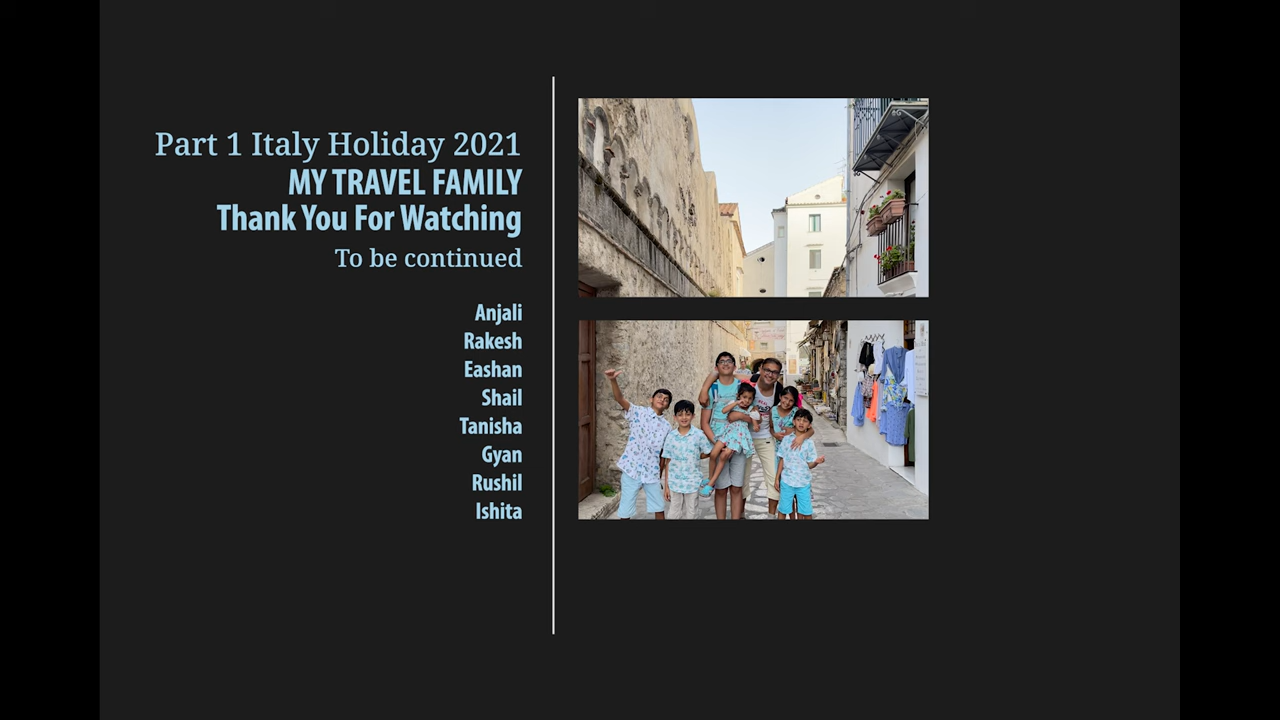 Part 1 Italy Holiday 2021
MY TRAVEL FAMILY
Thank You For Watching
To be continued
Anjali
Rakesh
Eashan
Shail
Tanisha
Gyan
Rushil
Ishita